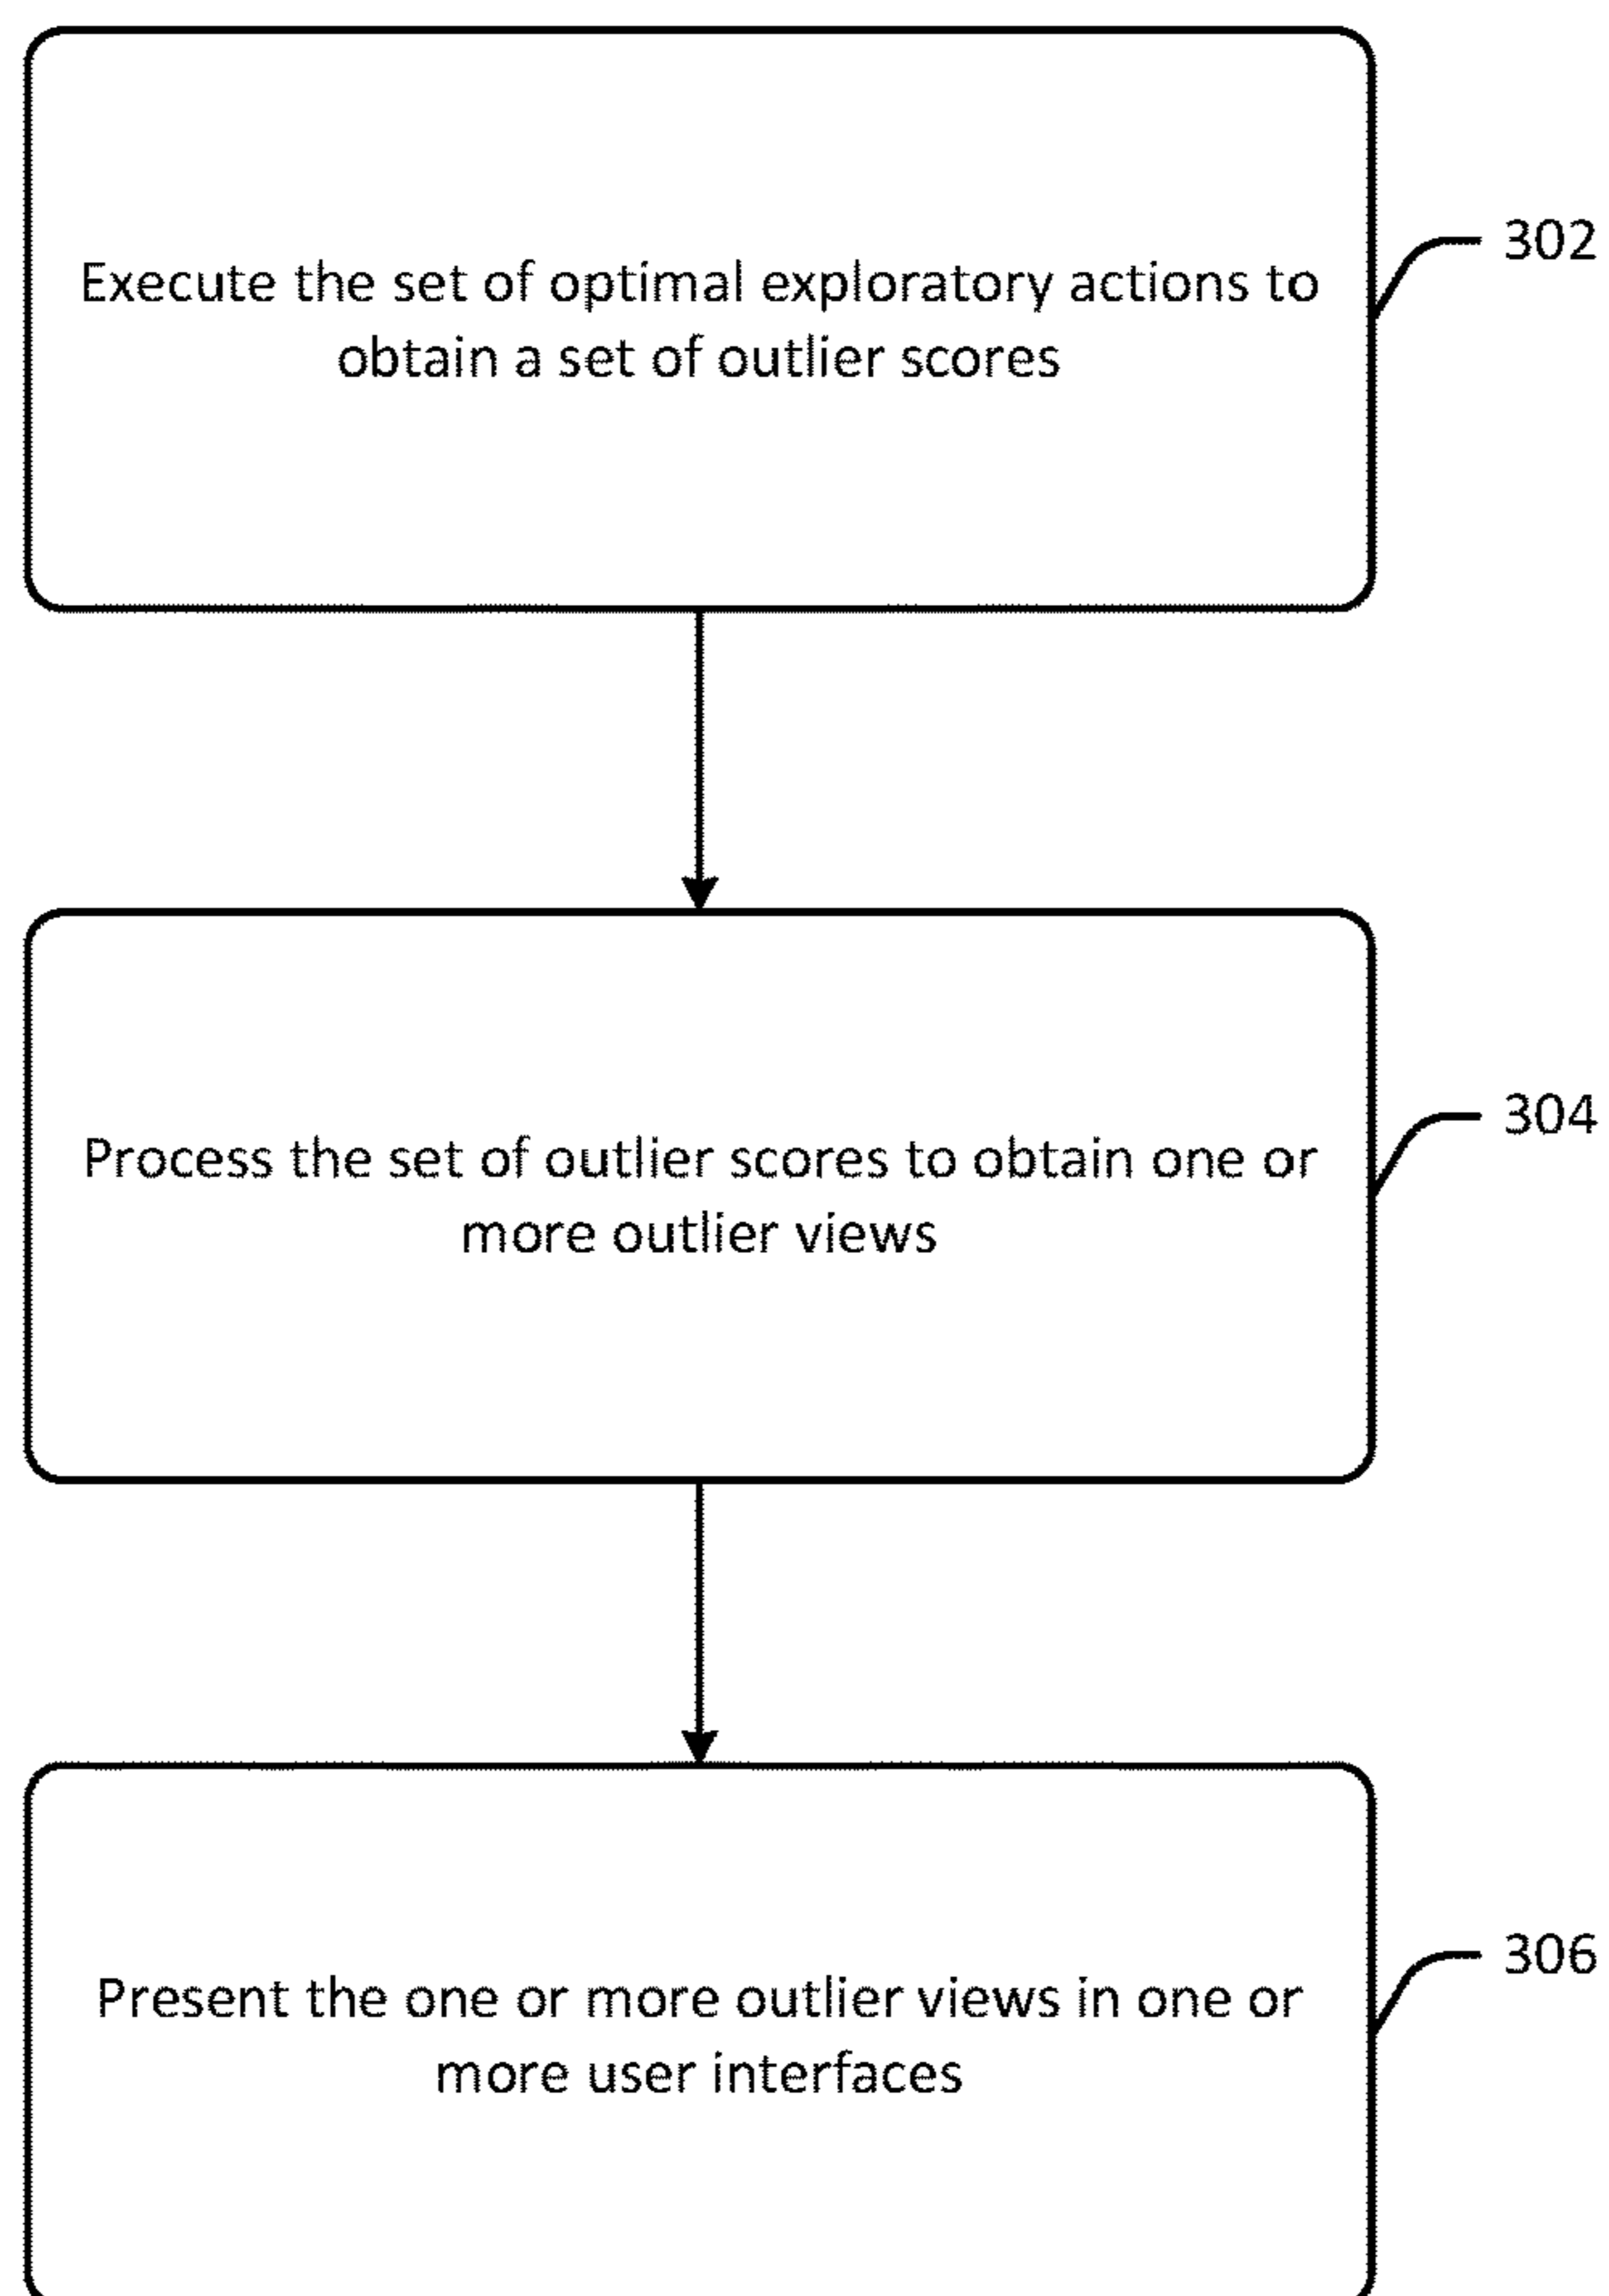 Execute the set of optimal exploratory actions to
obtain a set of outlier scores
302
Process the set of outlier scores to obtain one or
more outlier views
304
Present the one or more outlier views in one or
more user interfaces
306